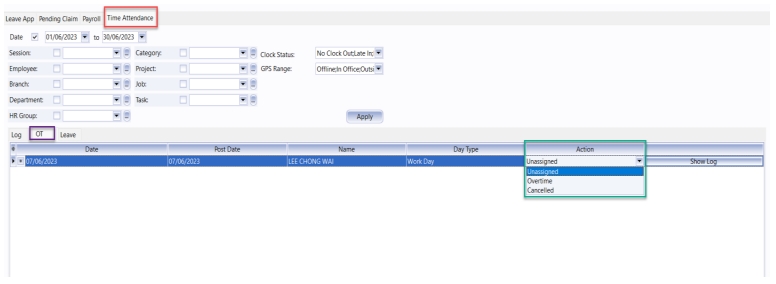 Leave App Pending Claim Payroll Time Attendance
Date 01/06/2023 to 30/06/2023
Session: Category: Clock Status: No Clock Out;Late In;
Employee: Project: GPS Range: Offline;In Office;Outsi
Branch: Job:
Department: Task:
HR Group: Apply
Log OT Leave
Date Post Date Name Day Type Action
07/06/2023 07/06/2023 LEE CHONG WAI Work Day Unassigned Show Log
Unassigned
Overtime
Cancelled